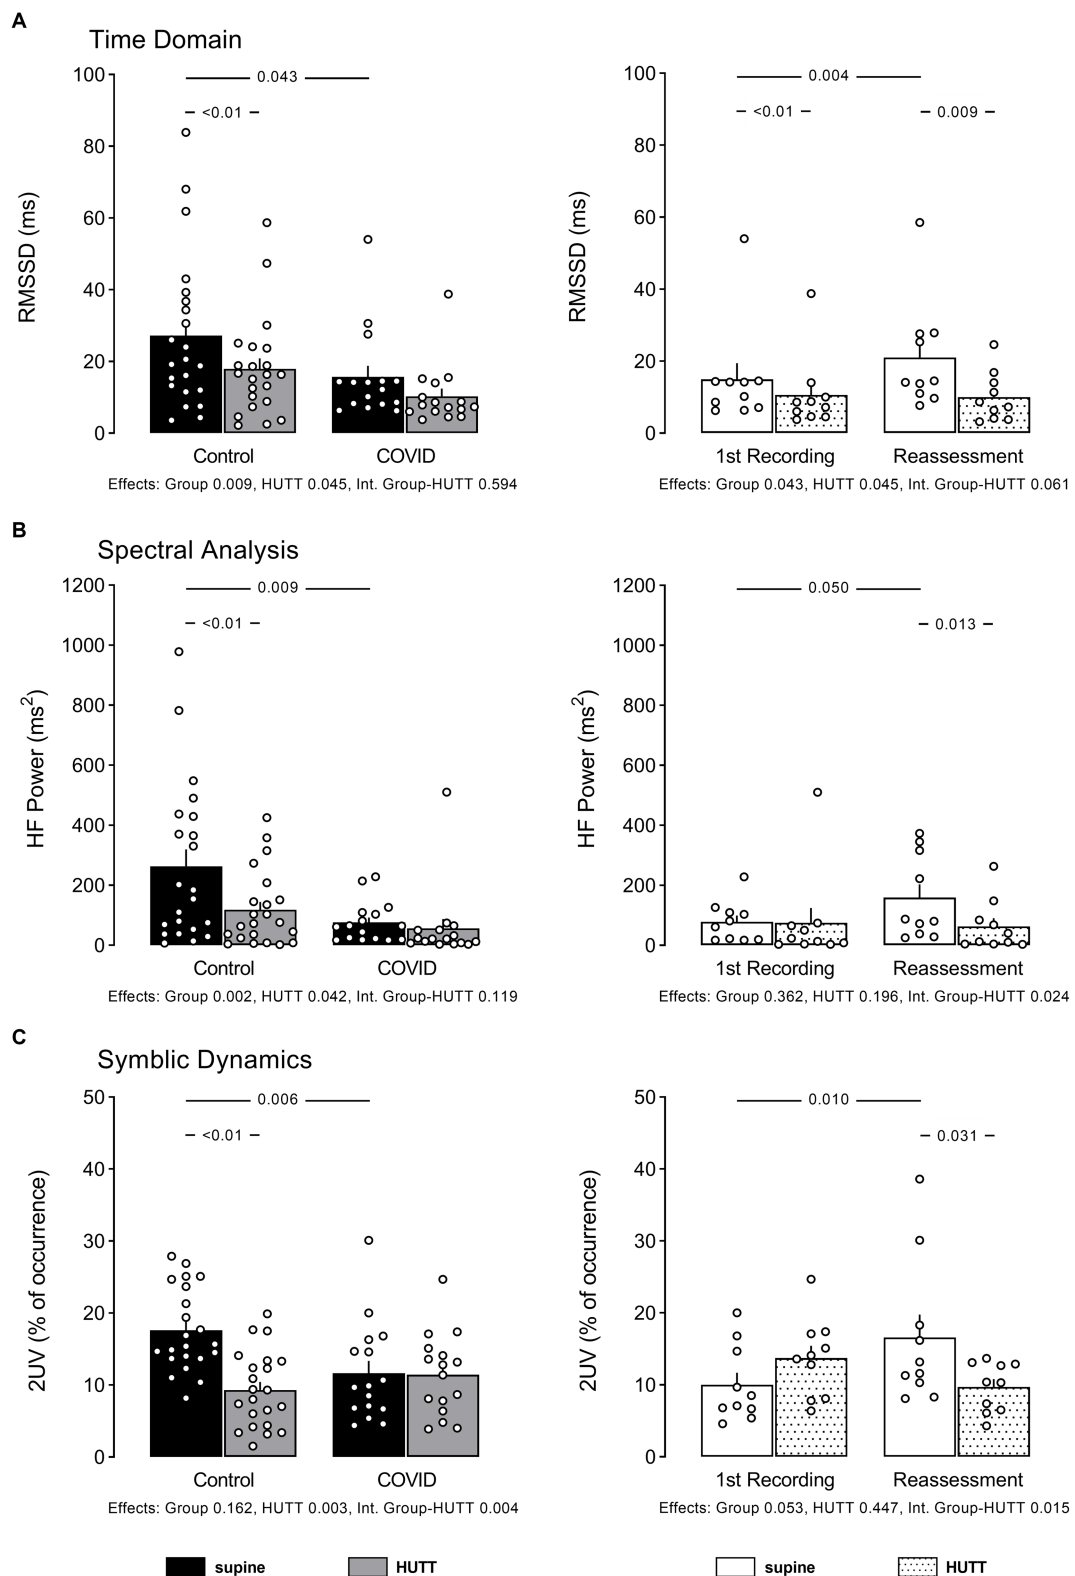 A
Time Domain
100
80
60
40
20
0
RMSSD (ms)
0.043
<0.01
Control
COVID
Effects: Group 0.009, HUTT 0.045, Int. Group-HUTT 0.594
100
80
60
40
20
0
RMSSD (ms)
0.004
<0.01
0.009
1st Recording
Reassessment
Effects: Group 0.043, HUTT 0.045, Int. Group-HUTT 0.061
B
Spectral Analysis
1200
1000
800
600
400
200
0
HF Power (ms²)
0.009
<0.01
Control
COVID
Effects: Group 0.002, HUTT 0.042, Int. Group-HUTT 0.119
1200
1000
800
600
400
200
0
HF Power (ms²)
0.050
0.013
1st Recording
Reassessment
Effects: Group 0.362, HUTT 0.196, Int. Group-HUTT 0.024
C
Symblic Dynamics
50
40
30
20
10
0
2UV (% of occurrence)
0.006
<0.01
Control
COVID
Effects: Group 0.162, HUTT 0.003, Int. Group-HUTT 0.004
50
40
30
20
10
0
2UV (% of occurrence)
0.010
0.031
1st Recording
Reassessment
Effects: Group 0.053, HUTT 0.447, Int. Group-HUTT 0.015
supine
HUTT
supine
HUTT